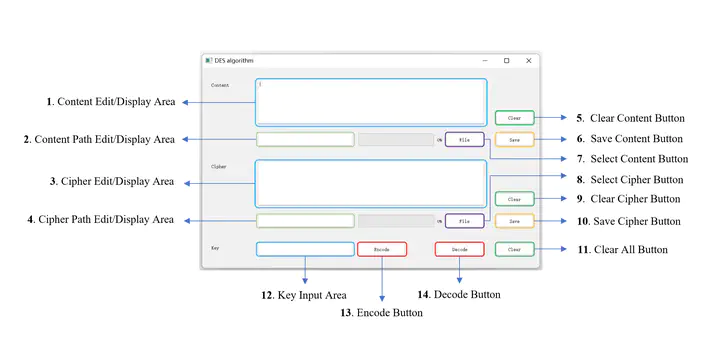 DES algorithm
Content
1. Content Edit/Display Area
Clear
5. Clear Content Button
2. Content Path Edit/Display Area
0%
File
Save
6. Save Content Button
7. Select Content Button
Cipher
3. Cipher Edit/Display Area
8. Select Cipher Button
Clear
9. Clear Cipher Button
4. Cipher Path Edit/Display Area
0%
File
Save
10. Save Cipher Button
Key
Encode
Decode
Clear
11. Clear All Button
12. Key Input Area
14. Decode Button
13. Encode Button